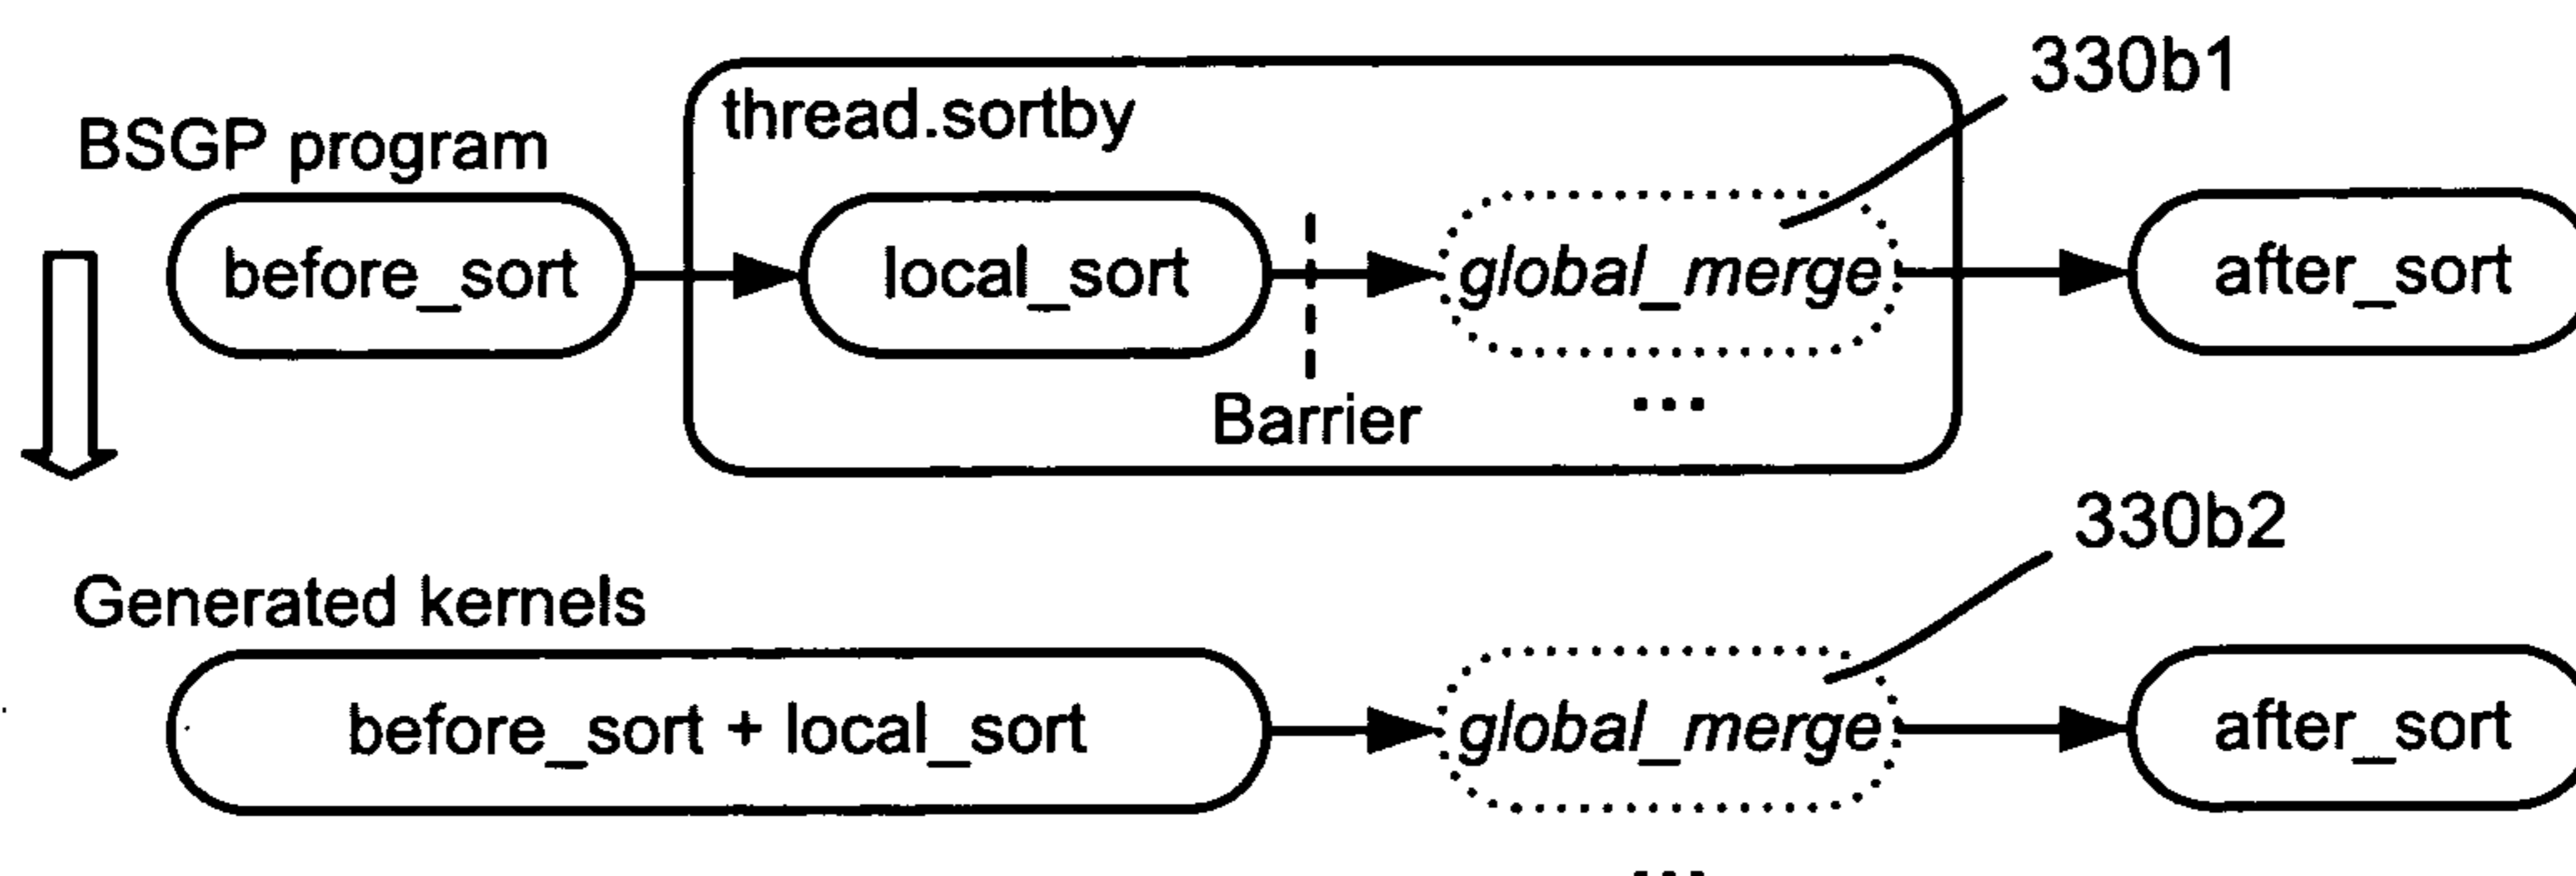 330b1
thread.sortby
BSGP program
before_sort
local_sort
global_merge
after_sort
Barrier
...
330b2
Generated kernels
before_sort + local_sort
global_merge
after_sort
...